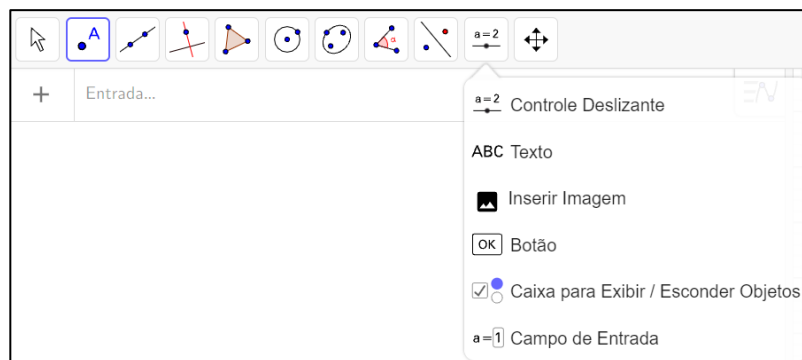 A
α
a=2
+ Entrada...
a=2 Controle Deslizante
ABC Texto
Inserir Imagem
OK Botão
Caixa para Exibir / Esconder Objetos
a=1 Campo de Entrada